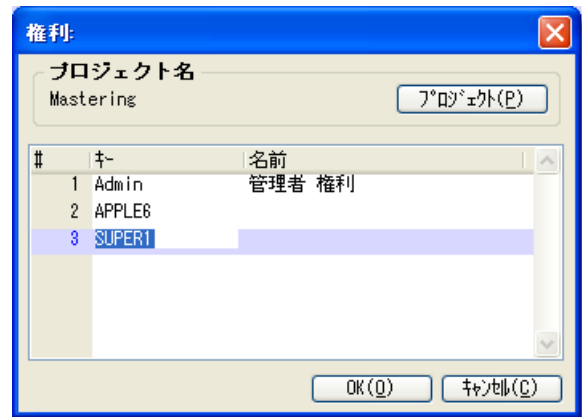 権利:
プロジェクト名
Mastering ﾌﾟﾛｼﾞｪｸﾄ(P)
# ｷｰ 名前
1 Admin 管理者 権利
2 APPLE6
3 SUPER1
OK(O) ｷｬﾝｾﾙ(C)